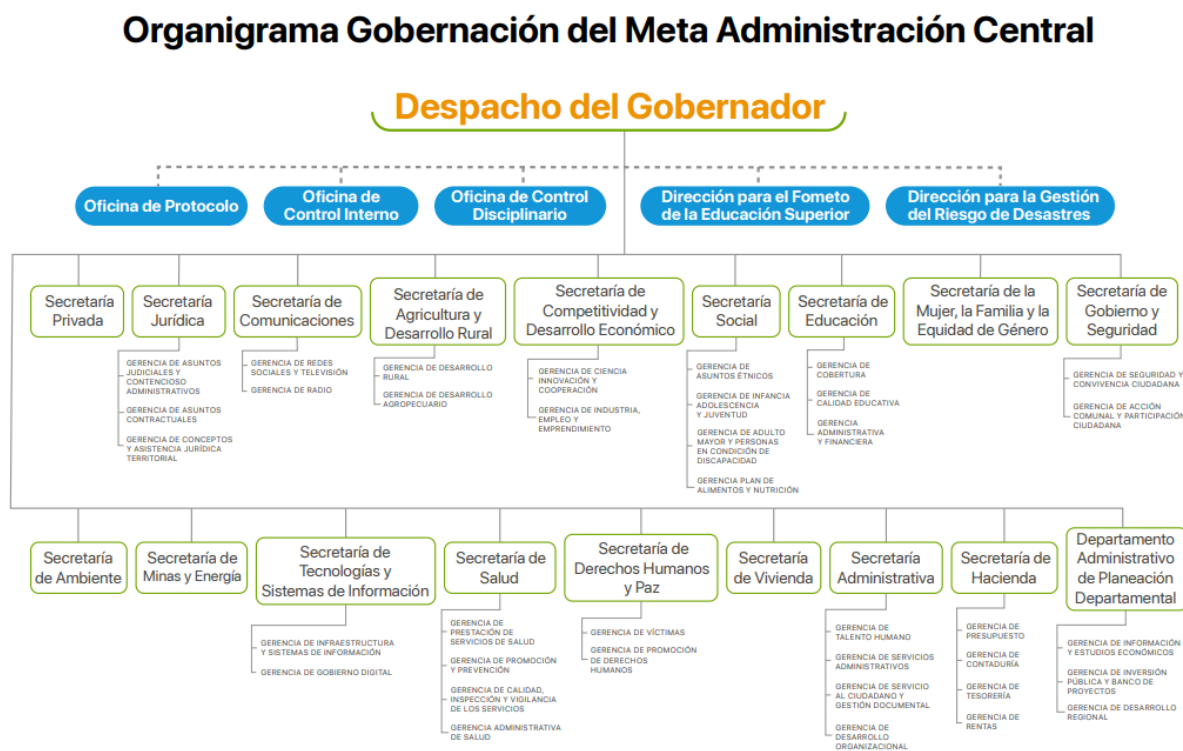 Organigrama Gobernación del Meta Administración Central
Despacho del Gobernador
Oficina de Protocolo
Oficina de
Control Interno
Oficina de Control
Disciplinario
Dirección para el Fometo
de la Educación Superior
Dirección para la Gestión
del Riesgo de Desastres
Secretaría
Privada
Secretaría
Jurídica
GERENCIA DE ASUNTOS
JUDICIALES Y
CONTENCIOSO
ADMINISTRATIVOS
GERENCIA DE ASUNTOS
CONTRACTUALES
GERENCIA DE CONCEPTOS
Y ASISTENCIA JURÍDICA
TERRITORIAL
Secretaría de
Comunicaciones
GERENCIA DE REDES
SOCIALES Y TELEVISIÓN
GERENCIA DE RADIO
Secretaría de
Agricultura y
Desarrollo Rural
GERENCIA DE DESARROLLO
RURAL
GERENCIA DE DESARROLLO
AGROPECUARIO
Secretaría de
Competitividad y
Desarrollo Económico
GERENCIA DE CIENCIA
INNOVACIÓN Y
COOPERACIÓN
GERENCIA DE INDUSTRIA,
EMPLEO Y
EMPRENDIMIENTO
Secretaría
Social
GERENCIA DE
ASUNTOS ÉTNICOS
GERENCIA DE INFANCIA
ADOLESCENCIA
Y JUVENTUD
GERENCIA DE ADULTO
MAYOR Y PERSONAS
EN CONDICIÓN DE
DISCAPACIDAD
GERENCIA PLAN DE
ALIMENTOS Y NUTRICIÓN
Secretaría de
Educación
GERENCIA DE
COBERTURA
GERENCIA DE
CALIDAD EDUCATIVA
GERENCIA
ADMINISTRATIVA
Y FINANCIERA
Secretaría de la
Mujer, la Familia y la
Equidad de Género
Secretaría de
Gobierno y
Seguridad
GERENCIA DE SEGURIDAD Y
CONVIVENCIA CIUDADANA
GERENCIA DE ACCIÓN
COMUNAL Y PARTICIPACIÓN
CIUDADANA
Secretaría
de Ambiente
Secretaría de
Minas y Energía
Secretaría de
Tecnologías y
Sistemas de Información
GERENCIA DE INFRAESTRUCTURA
Y SISTEMAS DE INFORMACIÓN
GERENCIA DE GOBIERNO DIGITAL
Secretaría de
Salud
GERENCIA DE
PRESTACIÓN DE
SERVICIOS DE SALUD
GERENCIA DE PROMOCIÓN
Y PREVENCIÓN
GERENCIA DE CALIDAD,
INSPECCIÓN Y VIGILANCIA
DE LOS SERVICIOS
GERENCIA ADMINISTRATIVA
DE SALUD
Secretaría de
Derechos Humanos
y Paz
GERENCIA DE VÍCTIMAS
GERENCIA DE PROMOCIÓN
DE DERECHOS
HUMANOS
Secretaría
de Vivienda
Secretaría
Administrativa
GERENCIA DE
TALENTO HUMANO
GERENCIA DE SERVICIOS
ADMINISTRATIVOS
GERENCIA DE SERVICIO
AL CIUDADANO Y
GESTIÓN DOCUMENTAL
GERENCIA DE
DESARROLLO
ORGANIZACIONAL
Secretaría de
Hacienda
GERENCIA DE
PRESUPUESTO
GERENCIA DE
CONTADURÍA
GERENCIA DE
TESORERÍA
GERENCIA DE
RENTAS
Departamento
Administrativo
de Planeación
Departamental
GERENCIA DE INFORMACIÓN
Y ESTUDIOS ECONÓMICOS
GERENCIA DE INVERSIÓN
PÚBLICA Y BANCO DE
PROYECTOS
GERENCIA DE DESARROLLO
REGIONAL